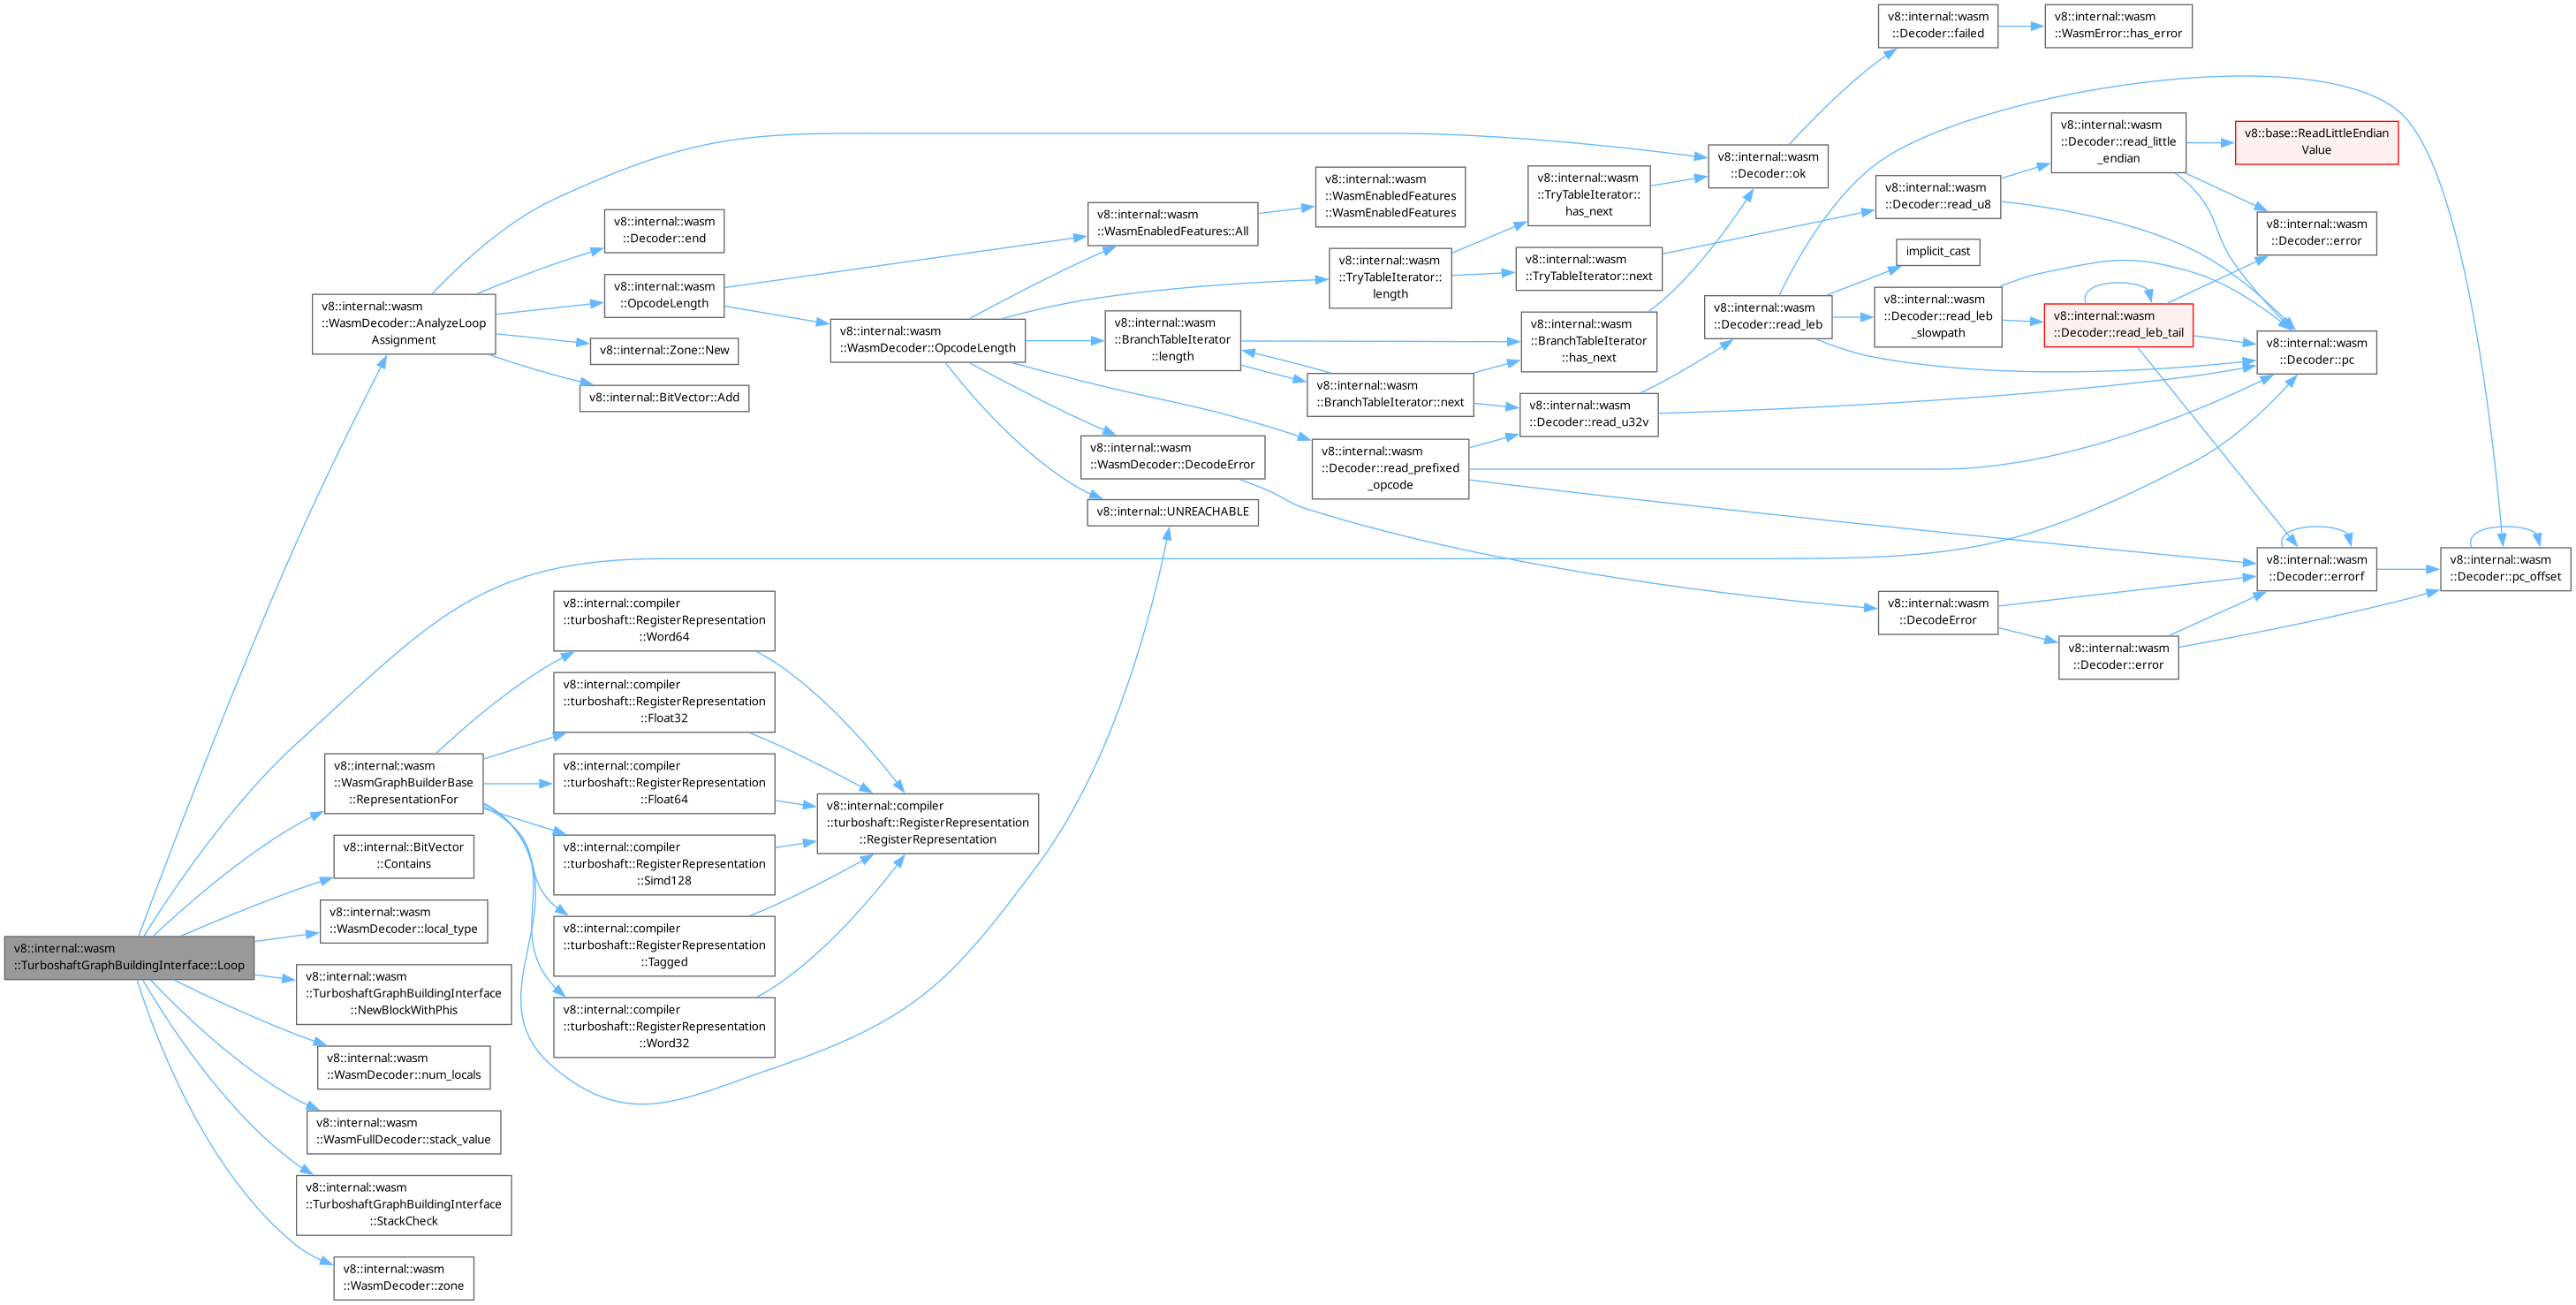 v8::internal::wasm
::TurboshaftGraphBuildingInterface::Loop
v8::internal::wasm
::WasmDecoder::AnalyzeLoop
Assignment
v8::internal::wasm
::WasmGraphBuilderBase
::RepresentationFor
v8::internal::BitVector
::Contains
v8::internal::wasm
::WasmDecoder::local_type
v8::internal::wasm
::TurboshaftGraphBuildingInterface
::NewBlockWithPhis
v8::internal::wasm
::WasmDecoder::num_locals
v8::internal::wasm
::WasmFullDecoder::stack_value
v8::internal::wasm
::TurboshaftGraphBuildingInterface
::StackCheck
v8::internal::wasm
::WasmDecoder::zone
v8::internal::wasm
::Decoder::end
v8::internal::wasm
::OpcodeLength
v8::internal::Zone::New
v8::internal::BitVector::Add
v8::internal::compiler
::turboshaft::RegisterRepresentation
::Word64
v8::internal::compiler
::turboshaft::RegisterRepresentation
::Float32
v8::internal::compiler
::turboshaft::RegisterRepresentation
::Float64
v8::internal::compiler
::turboshaft::RegisterRepresentation
::Simd128
v8::internal::compiler
::turboshaft::RegisterRepresentation
::Tagged
v8::internal::compiler
::turboshaft::RegisterRepresentation
::Word32
v8::internal::wasm
::WasmDecoder::OpcodeLength
v8::internal::compiler
::turboshaft::RegisterRepresentation
::RegisterRepresentation
v8::internal::wasm
::WasmEnabledFeatures::All
v8::internal::wasm
::BranchTableIterator
::length
v8::internal::wasm
::WasmDecoder::DecodeError
v8::internal::UNREACHABLE
v8::internal::wasm
::WasmEnabledFeatures
::WasmEnabledFeatures
v8::internal::wasm
::TryTableIterator::
length
v8::internal::wasm
::BranchTableIterator::next
v8::internal::wasm
::Decoder::read_prefixed
_opcode
v8::internal::wasm
::TryTableIterator::
has_next
v8::internal::wasm
::TryTableIterator::next
v8::internal::wasm
::BranchTableIterator
::has_next
v8::internal::wasm
::Decoder::read_u32v
v8::internal::wasm
::Decoder::ok
v8::internal::wasm
::Decoder::read_leb
v8::internal::wasm
::Decoder::failed
v8::internal::wasm
::Decoder::read_u8
implicit_cast
v8::internal::wasm
::Decoder::read_leb
_slowpath
v8::internal::wasm
::DecodeError
v8::internal::wasm
::WasmError::has_error
v8::internal::wasm
::Decoder::read_little
_endian
v8::internal::wasm
::Decoder::read_leb_tail
v8::internal::wasm
::Decoder::error
v8::base::ReadLittleEndian
Value
v8::internal::wasm
::Decoder::error
v8::internal::wasm
::Decoder::pc
v8::internal::wasm
::Decoder::errorf
v8::internal::wasm
::Decoder::pc_offset